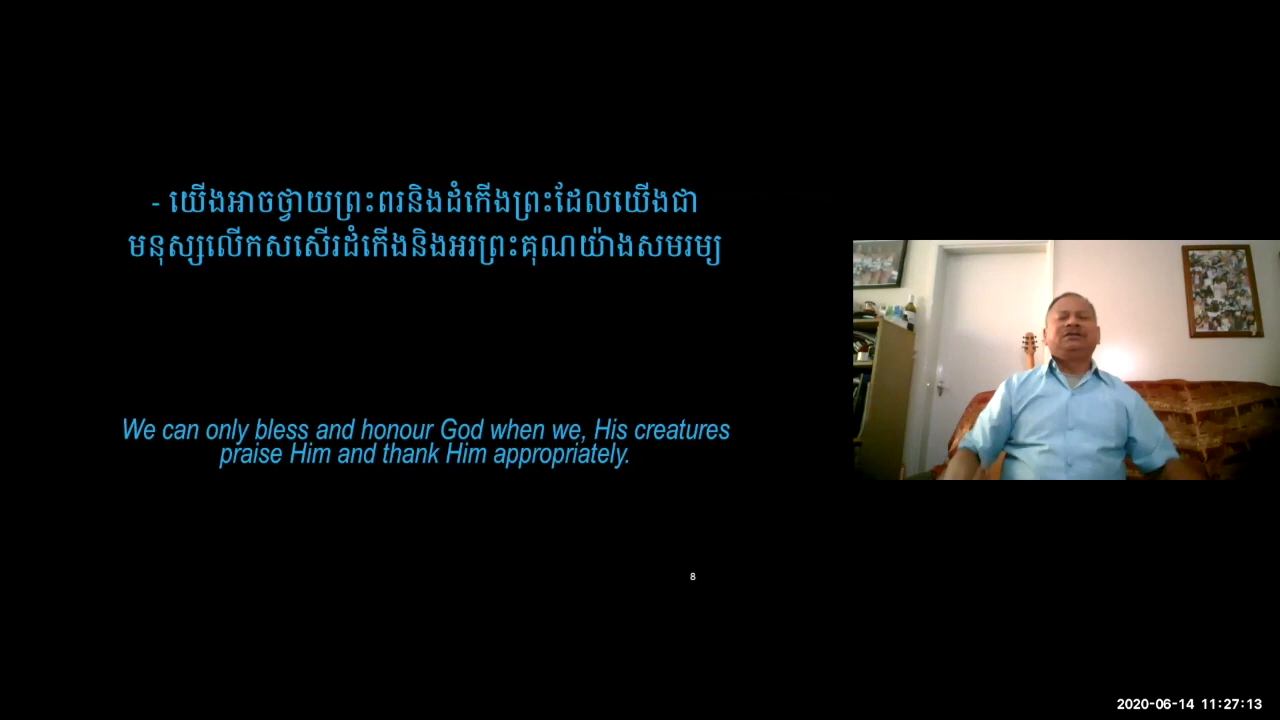 - យើងអាចថ្វាយព្រះពរនិងដំកើងព្រះដែលយើងជា
មនុស្សលើកសសើរដំកើងនិងអរព្រះគុណយ៉ាងសមរម្យ
We can only bless and honour God when we, His creatures
praise Him and thank Him appropriately.
8
2020-06-14 11:27:13